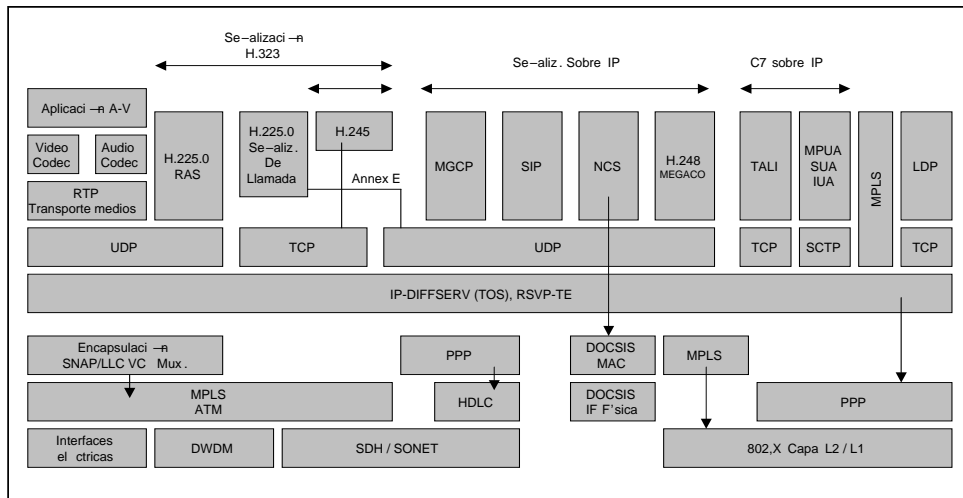 Se–alizaci –n
H.323
Se–aliz. Sobre IP
C7 sobre IP
Aplicaci –n A-V
Video
Codec
Audio
Codec
RTP
Transporte medios
H.225.0
RAS
H.225.0
Se–aliz.
De
Llamada
H.245
Annex E
MGCP
SIP
NCS
H.248
MEGACO
TALI
MPUA
SUA
IUA
MPLS
LDP
UDP
TCP
UDP
TCP
SCTP
TCP
IP-DIFFSERV (TOS), RSVP-TE
Encapsulaci –n
SNAP/LLC VC Mux.
PPP
DOCSIS
MAC
MPLS
MPLS
ATM
HDLC
DOCSIS
IF F'sica
PPP
Interfaces
el ctricas
DWDM
SDH / SONET
802,X Capa L2 / L1